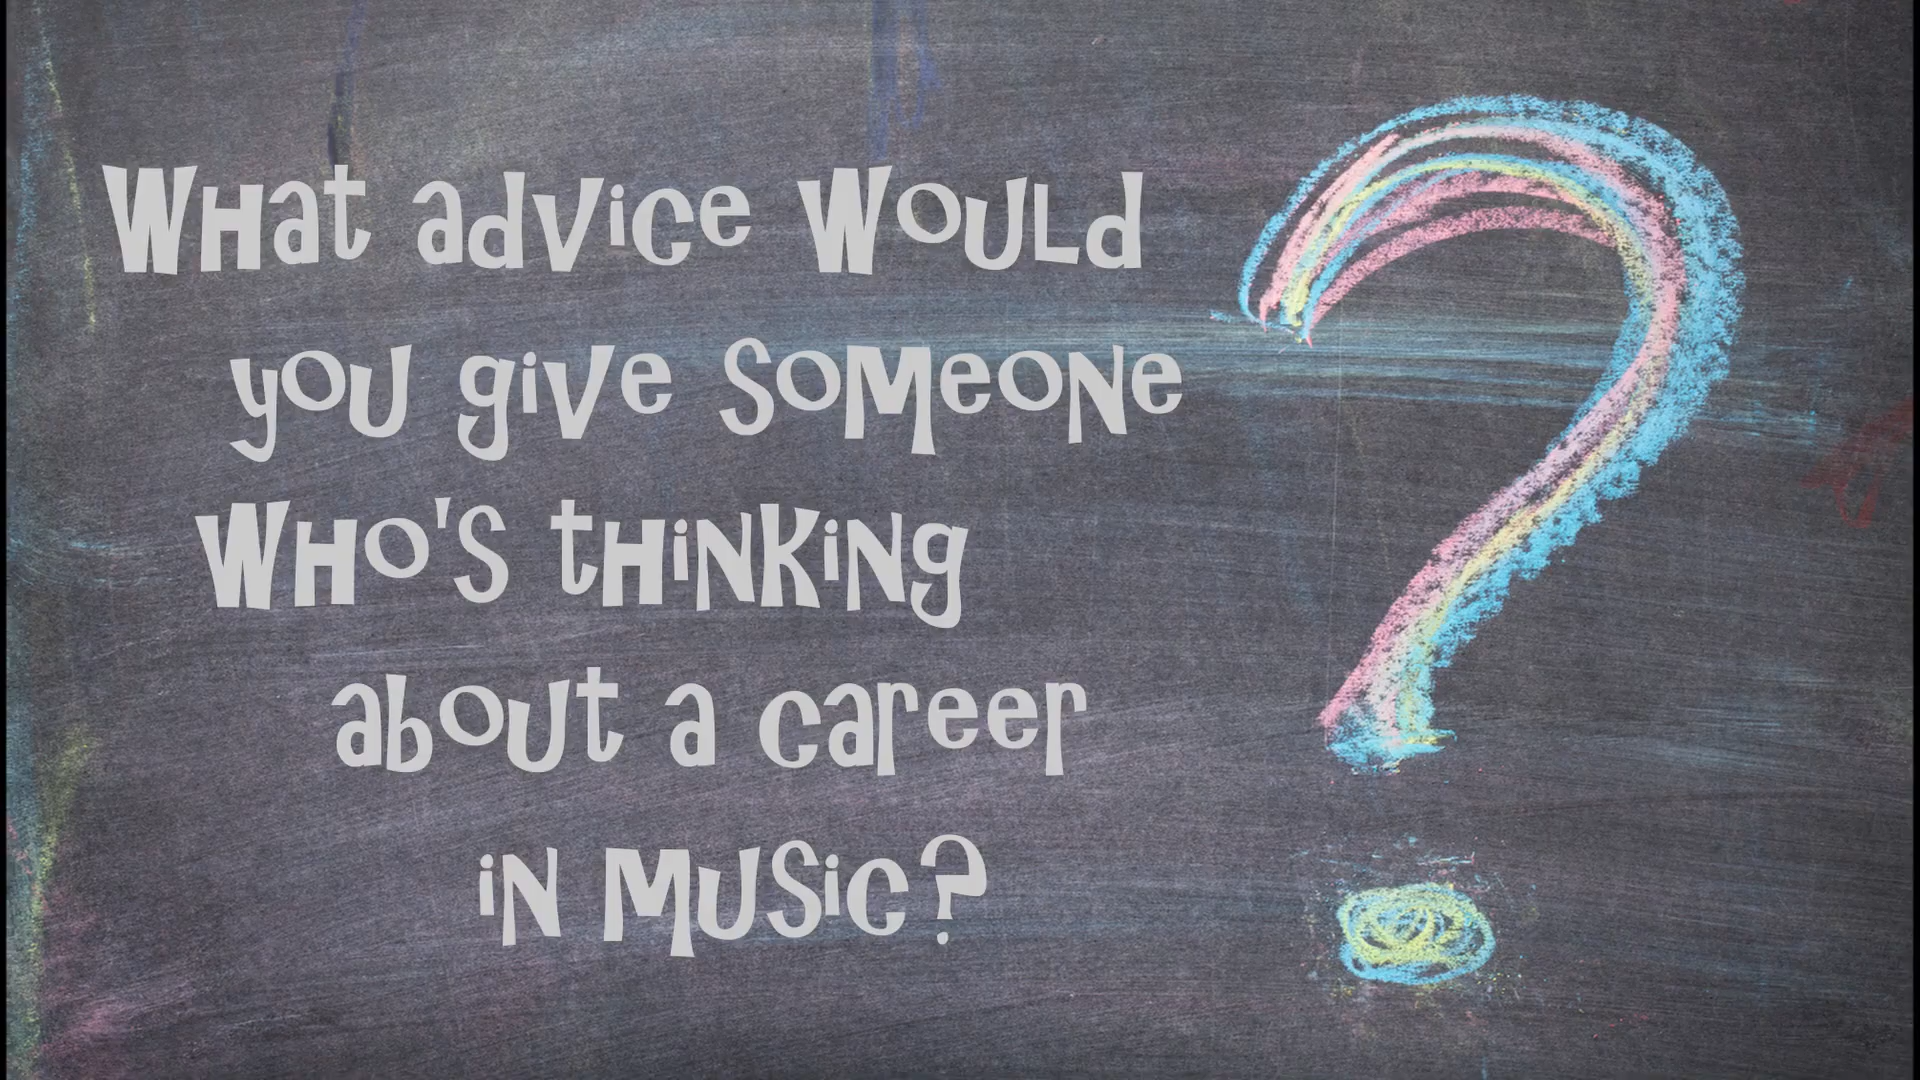 What advice would
you give someone
who's thinking
about a career
in music?